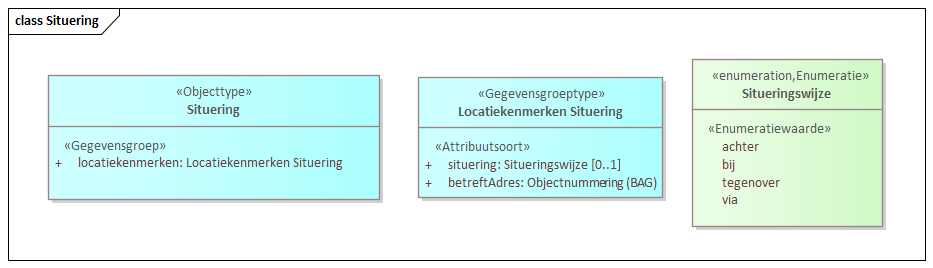 class Situering
«Objecttype»
Situering
«Gegevensgroep»
+ locatiekenmerken: Locatiekenmerken Situering
«Gegevensgroeptype»
Locatiekenmerken Situering
«Attribuutsoort»
+ situering: Situeringswijze [0..1]
+ betreftAdres: Objectnummering (BAG)
«enumeration,Enumeratie»
Situeringswijze
«Enumeratiewaarde»
achter
bij
tegenover
via